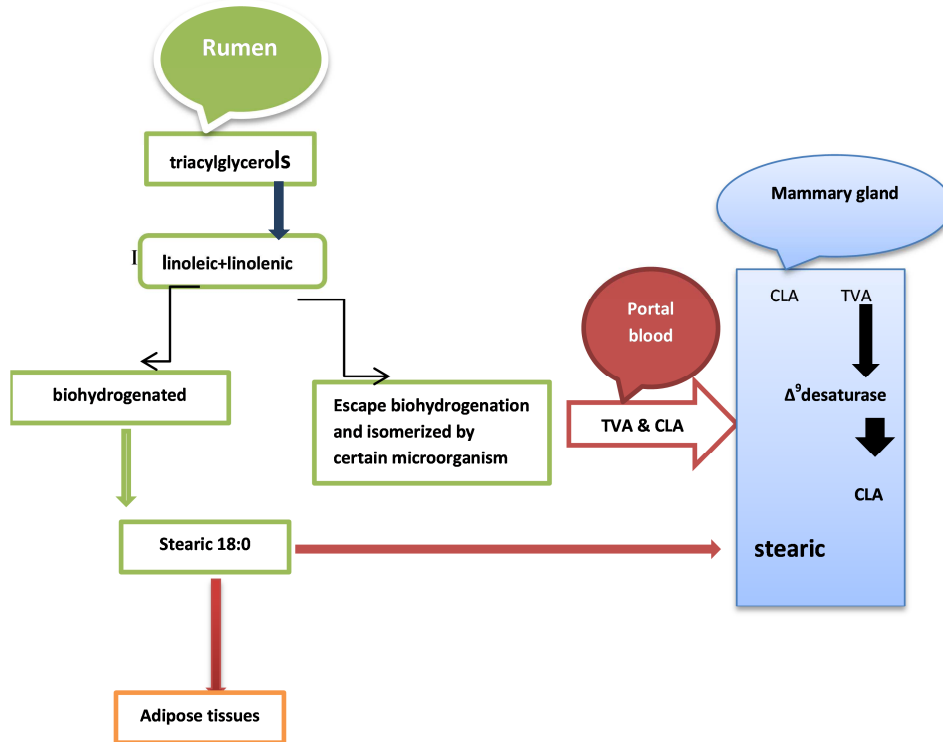 Rumen
triacylglycerols
I
linoleic+linolenic
biohydrogenated
Escape biohydrogenation
and isomerized by
certain microorganism
Stearic 18:0
Adipose tissues
Portal
blood
TVA & CLA
Mammary gland
CLA TVA
Δ⁹desaturase
CLA
stearic